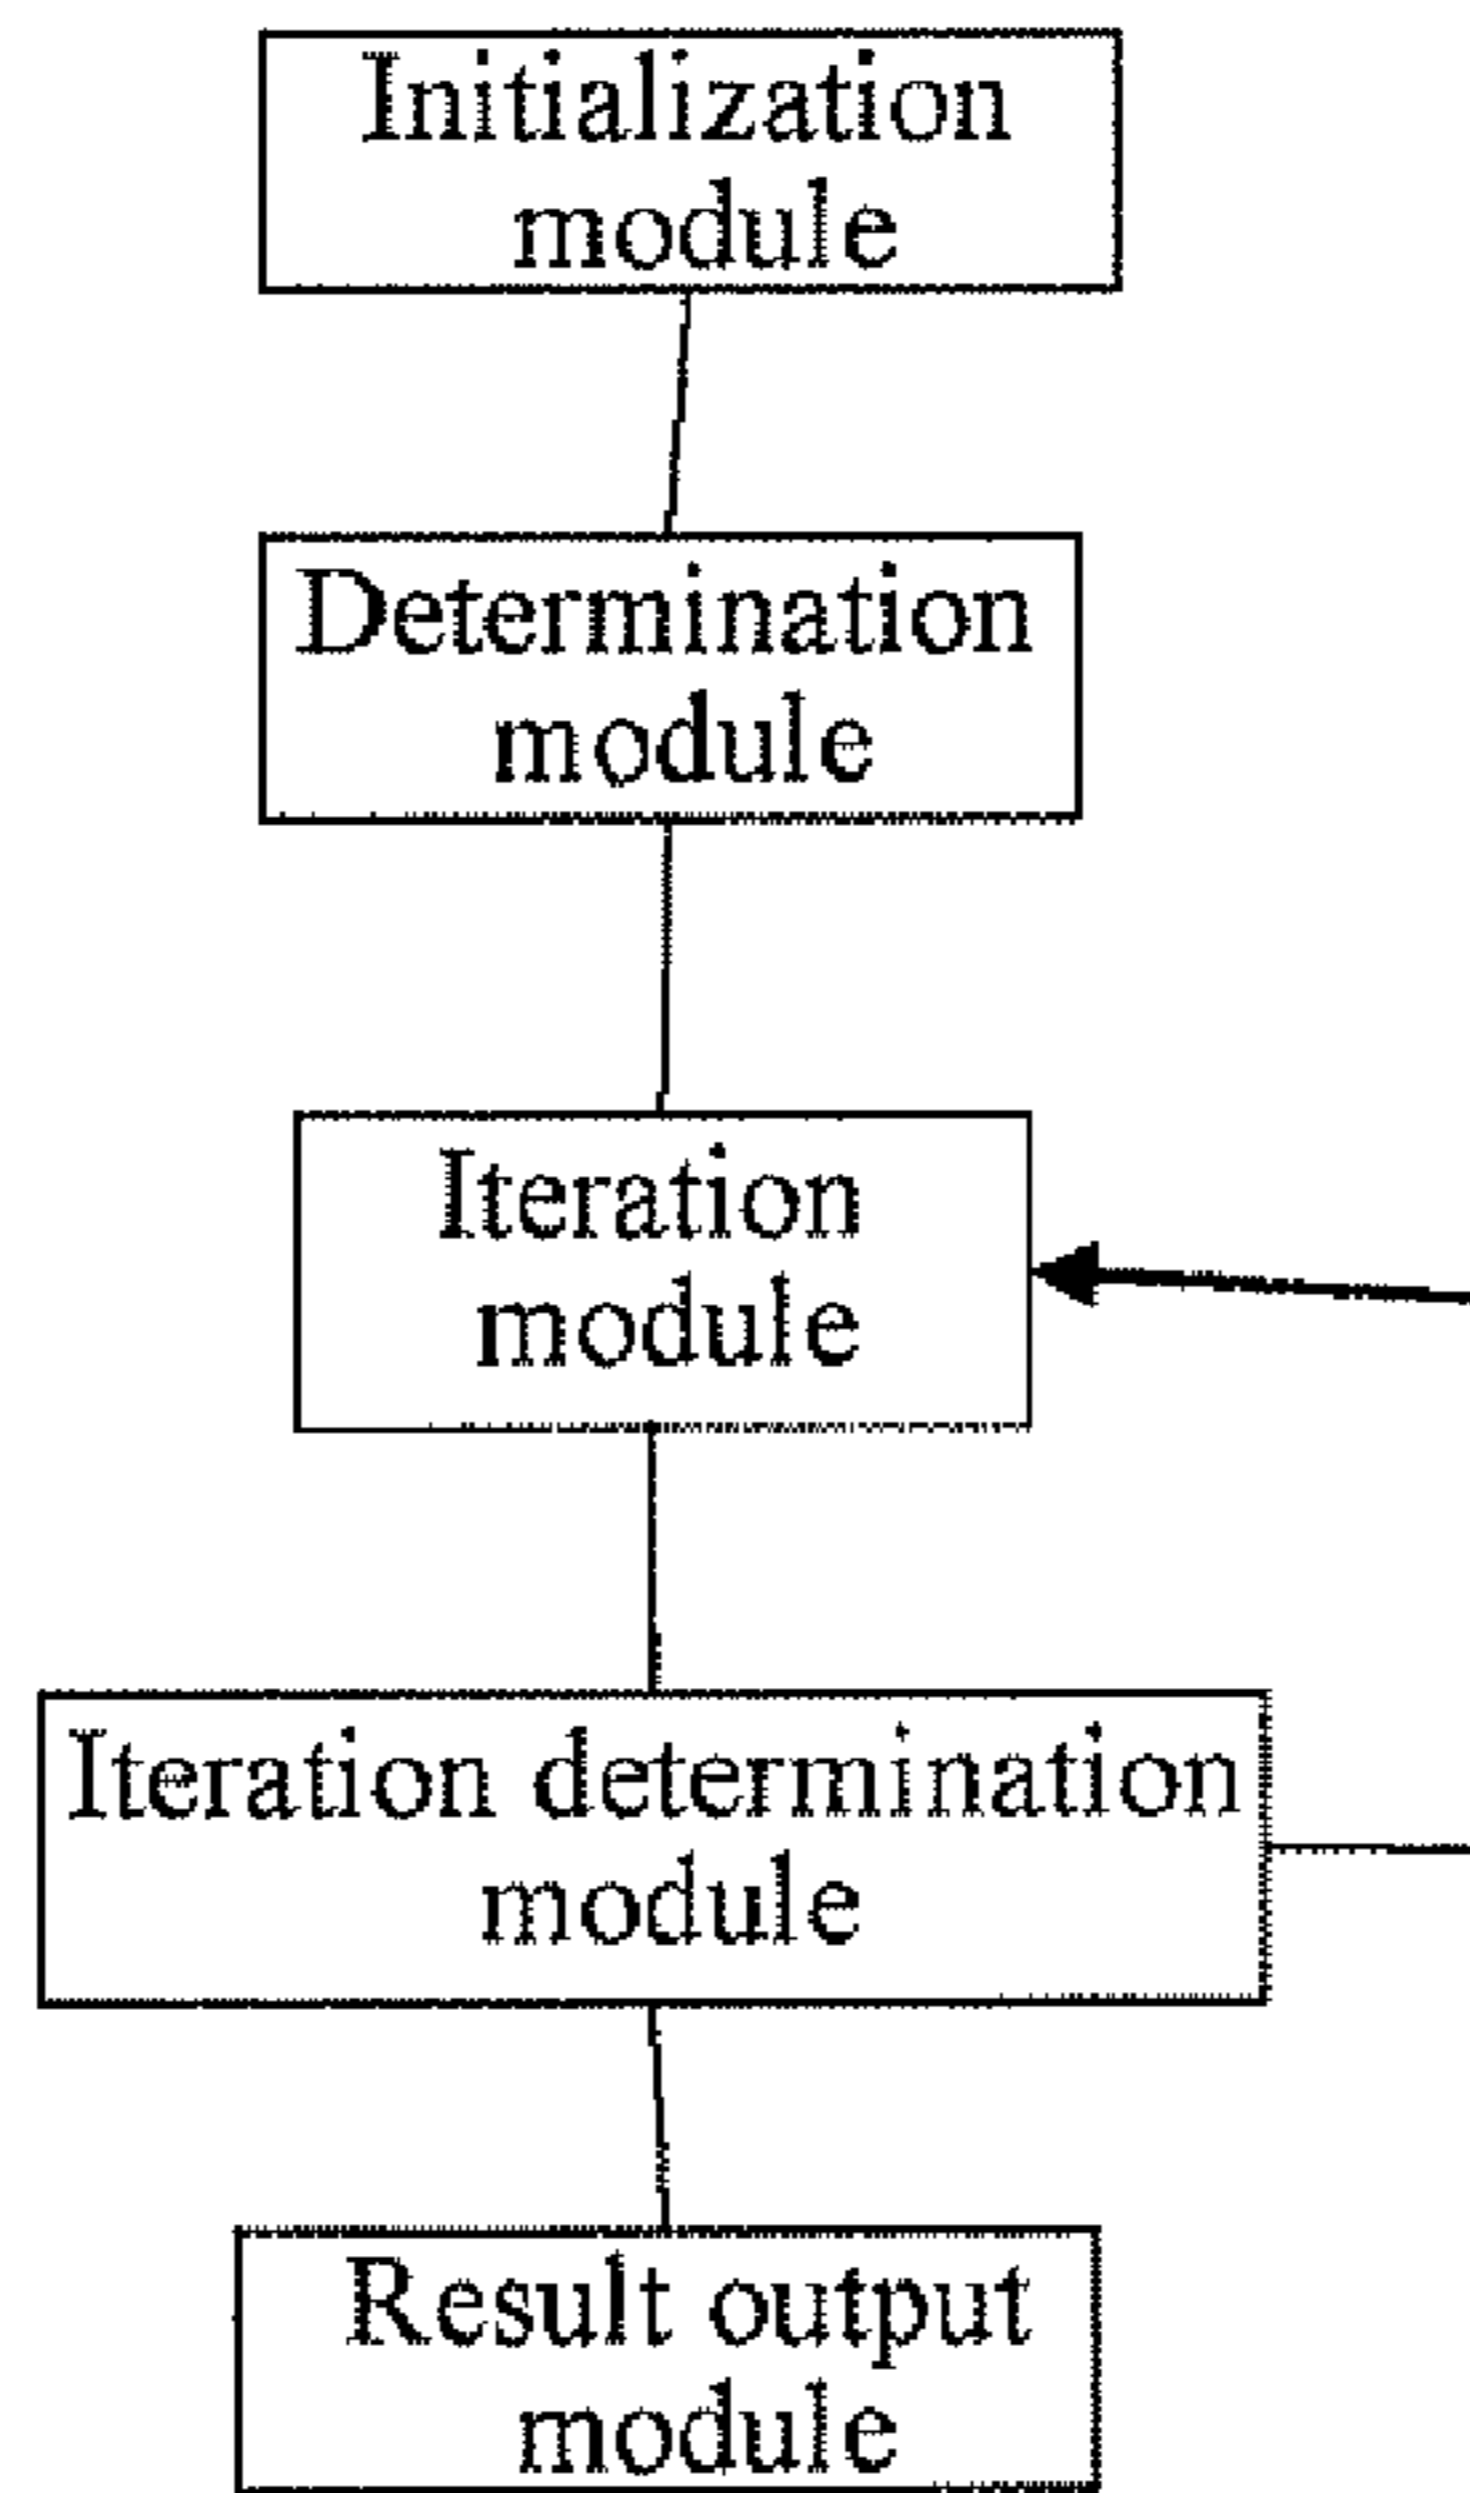 Initialization
module
Determination
module
Iteration
module
Iteration determination
module
Result output
module